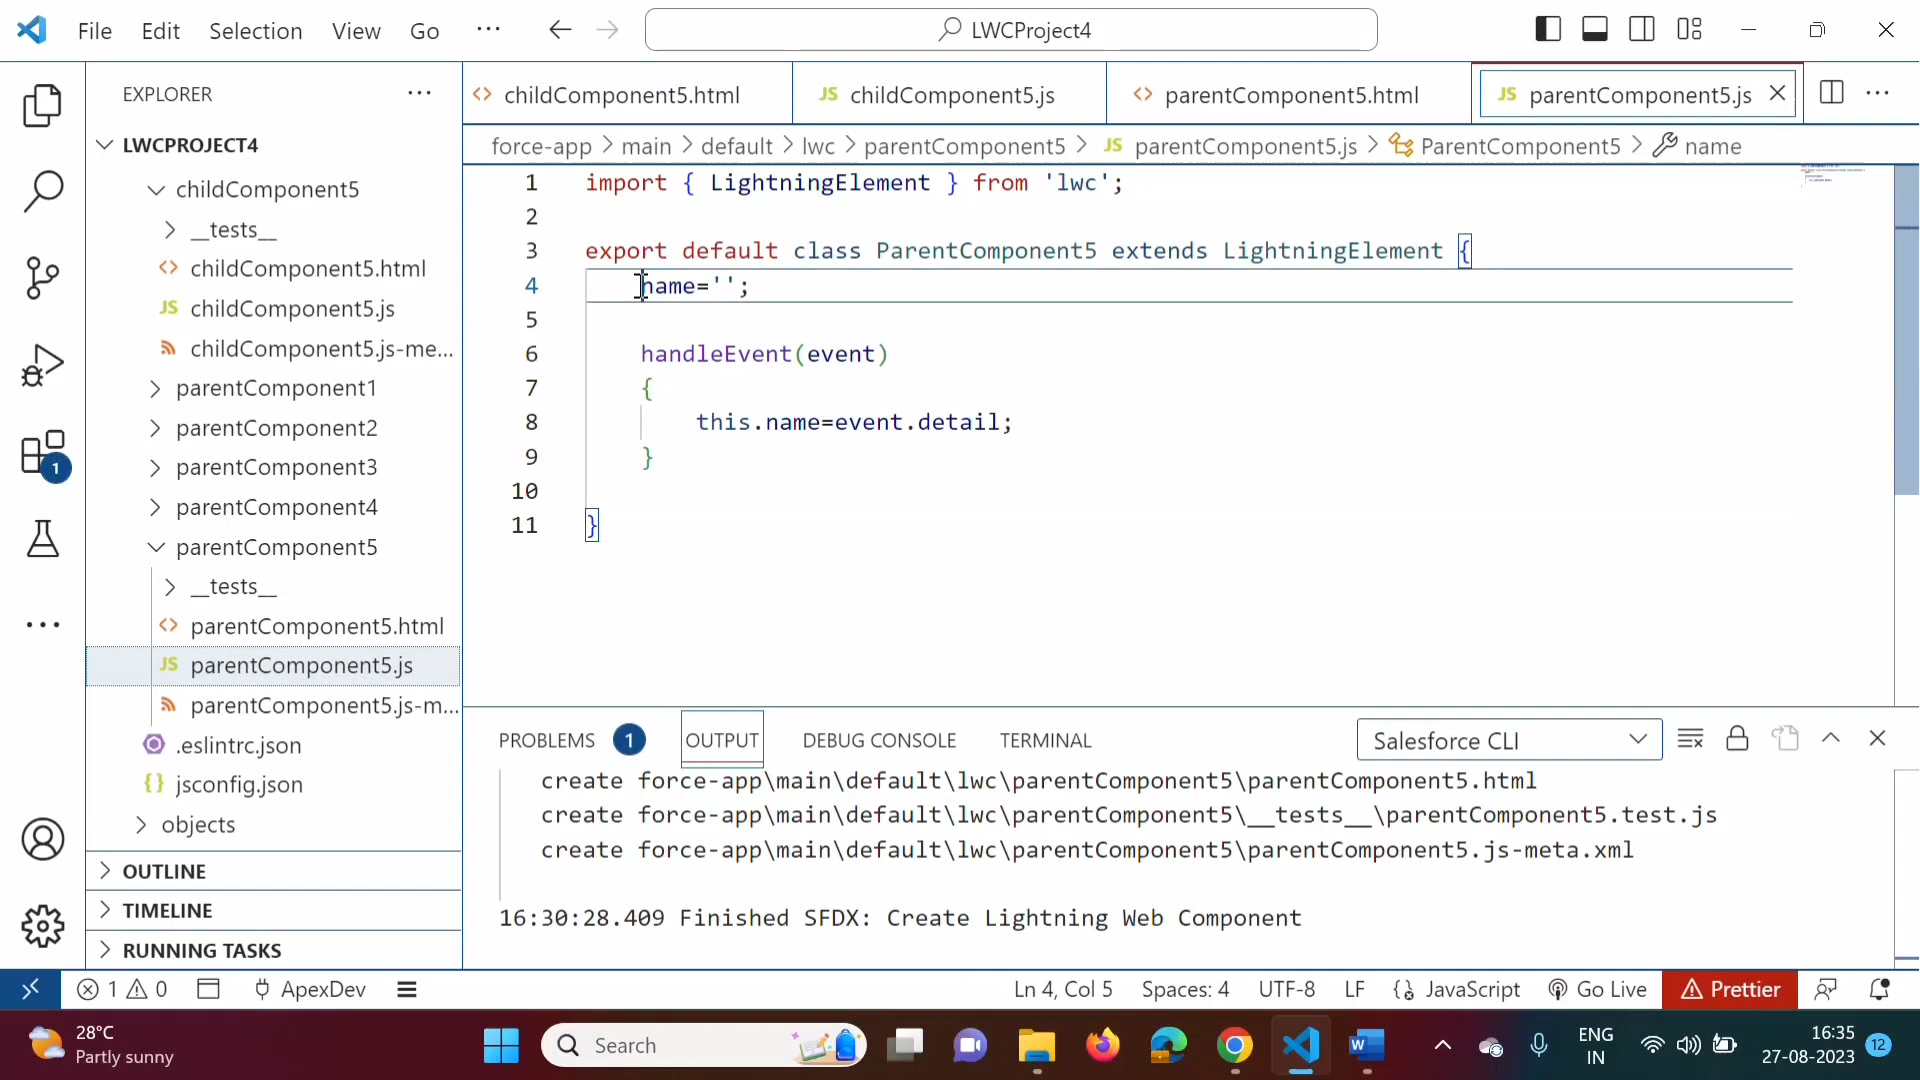 File Edit Selection View Go ··· LWCProject4
EXPLORER
LWCPROJECT4
childComponent5
__tests__
childComponent5.html
JS childComponent5.js
childComponent5.js-me...
parentComponent1
parentComponent2
parentComponent3
parentComponent4
parentComponent5
__tests__
parentComponent5.html
JS parentComponent5.js
parentComponent5.js-m...
.eslintrc.json
{} jsconfig.json
objects
OUTLINE
TIMELINE
RUNNING TASKS
1
childComponent5.html JS childComponent5.js parentComponent5.html JS parentComponent5.js
force-app > main > default > lwc > parentComponent5 > JS parentComponent5.js > ParentComponent5 > name
1 import { LightningElement } from 'lwc';
2
3 export default class ParentComponent5 extends LightningElement {
4 name='';
5
6 handleEvent(event)
7 {
8 this.name=event.detail;
9 }
10
11 }
PROBLEMS 1 OUTPUT DEBUG CONSOLE TERMINAL Salesforce CLI
create force-app\main\default\lwc\parentComponent5\parentComponent5.html
create force-app\main\default\lwc\parentComponent5\__tests__\parentComponent5.test.js
create force-app\main\default\lwc\parentComponent5\parentComponent5.js-meta.xml
16:30:28.409 Finished SFDX: Create Lightning Web Component
1 0 ApexDev Ln 4, Col 5 Spaces: 4 UTF-8 LF JavaScript Go Live Prettier
28°C
Partly sunny
Search
ENG
IN
16:35
27-08-2023
12